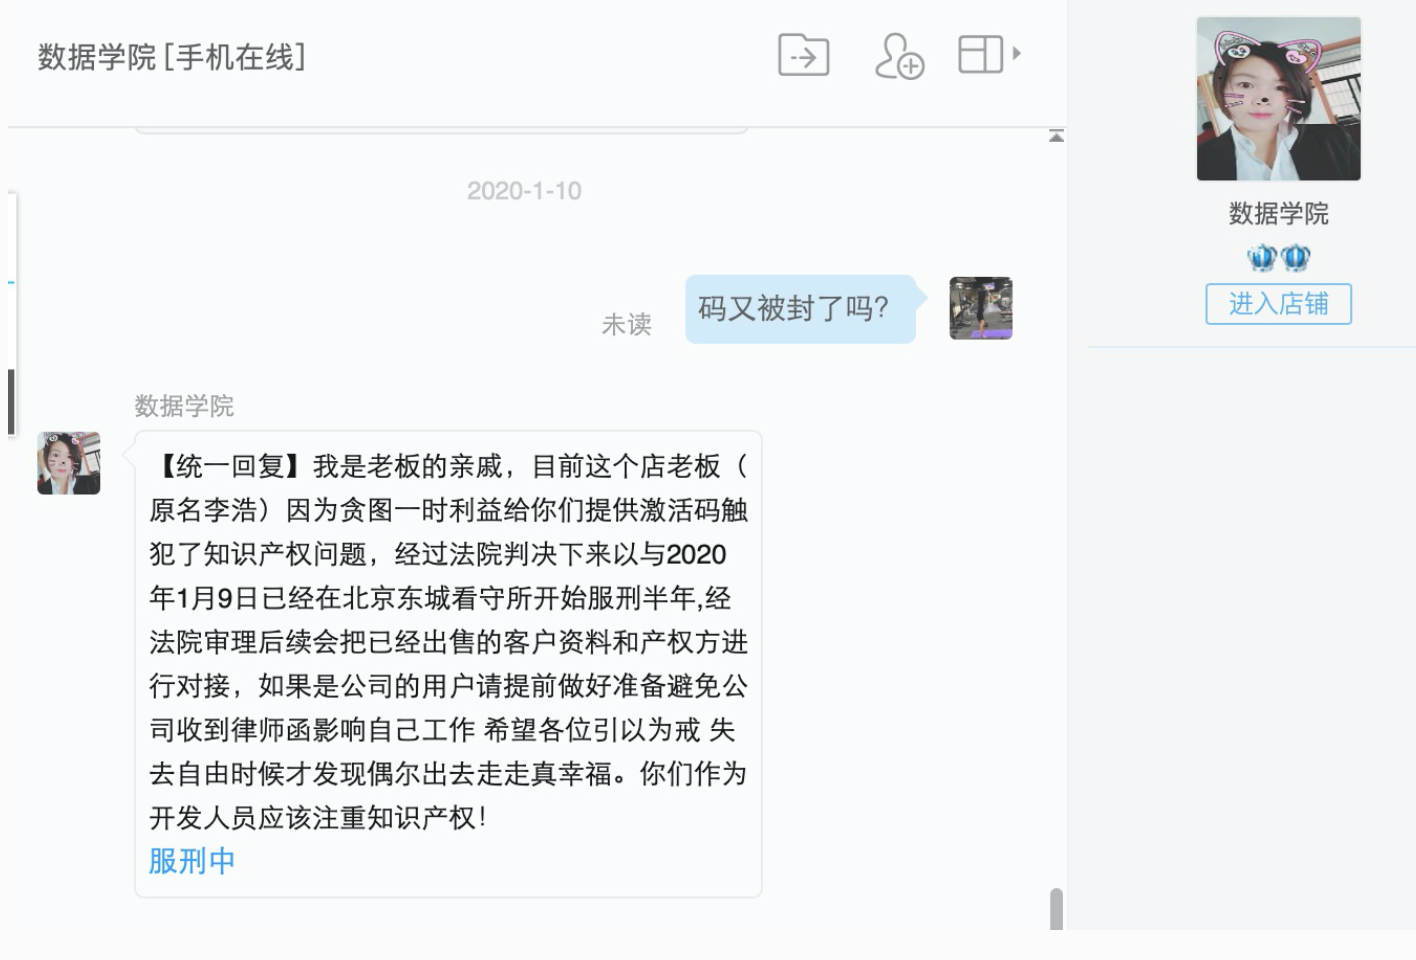 数据学院 [手机在线]
数据学院
进入店铺
2020-1-10
未读
码又被封了吗?
数据学院
【统一回复】我是老板的亲戚，目前这个店老板（
原名李浩）因为贪图一时利益给你们提供激活码触
犯了知识产权问题，经过法院判决下来以与2020
年1月9日已经在北京东城看守所开始服刑半年,经
法院审理后续会把已经出售的客户资料和产权方进
行对接，如果是公司的用户请提前做好准备避免公
司收到律师函影响自己工作 希望各位引以为戒 失
去自由时候才发现偶尔出去走走真幸福。你们作为
开发人员应该注重知识产权！
服刑中